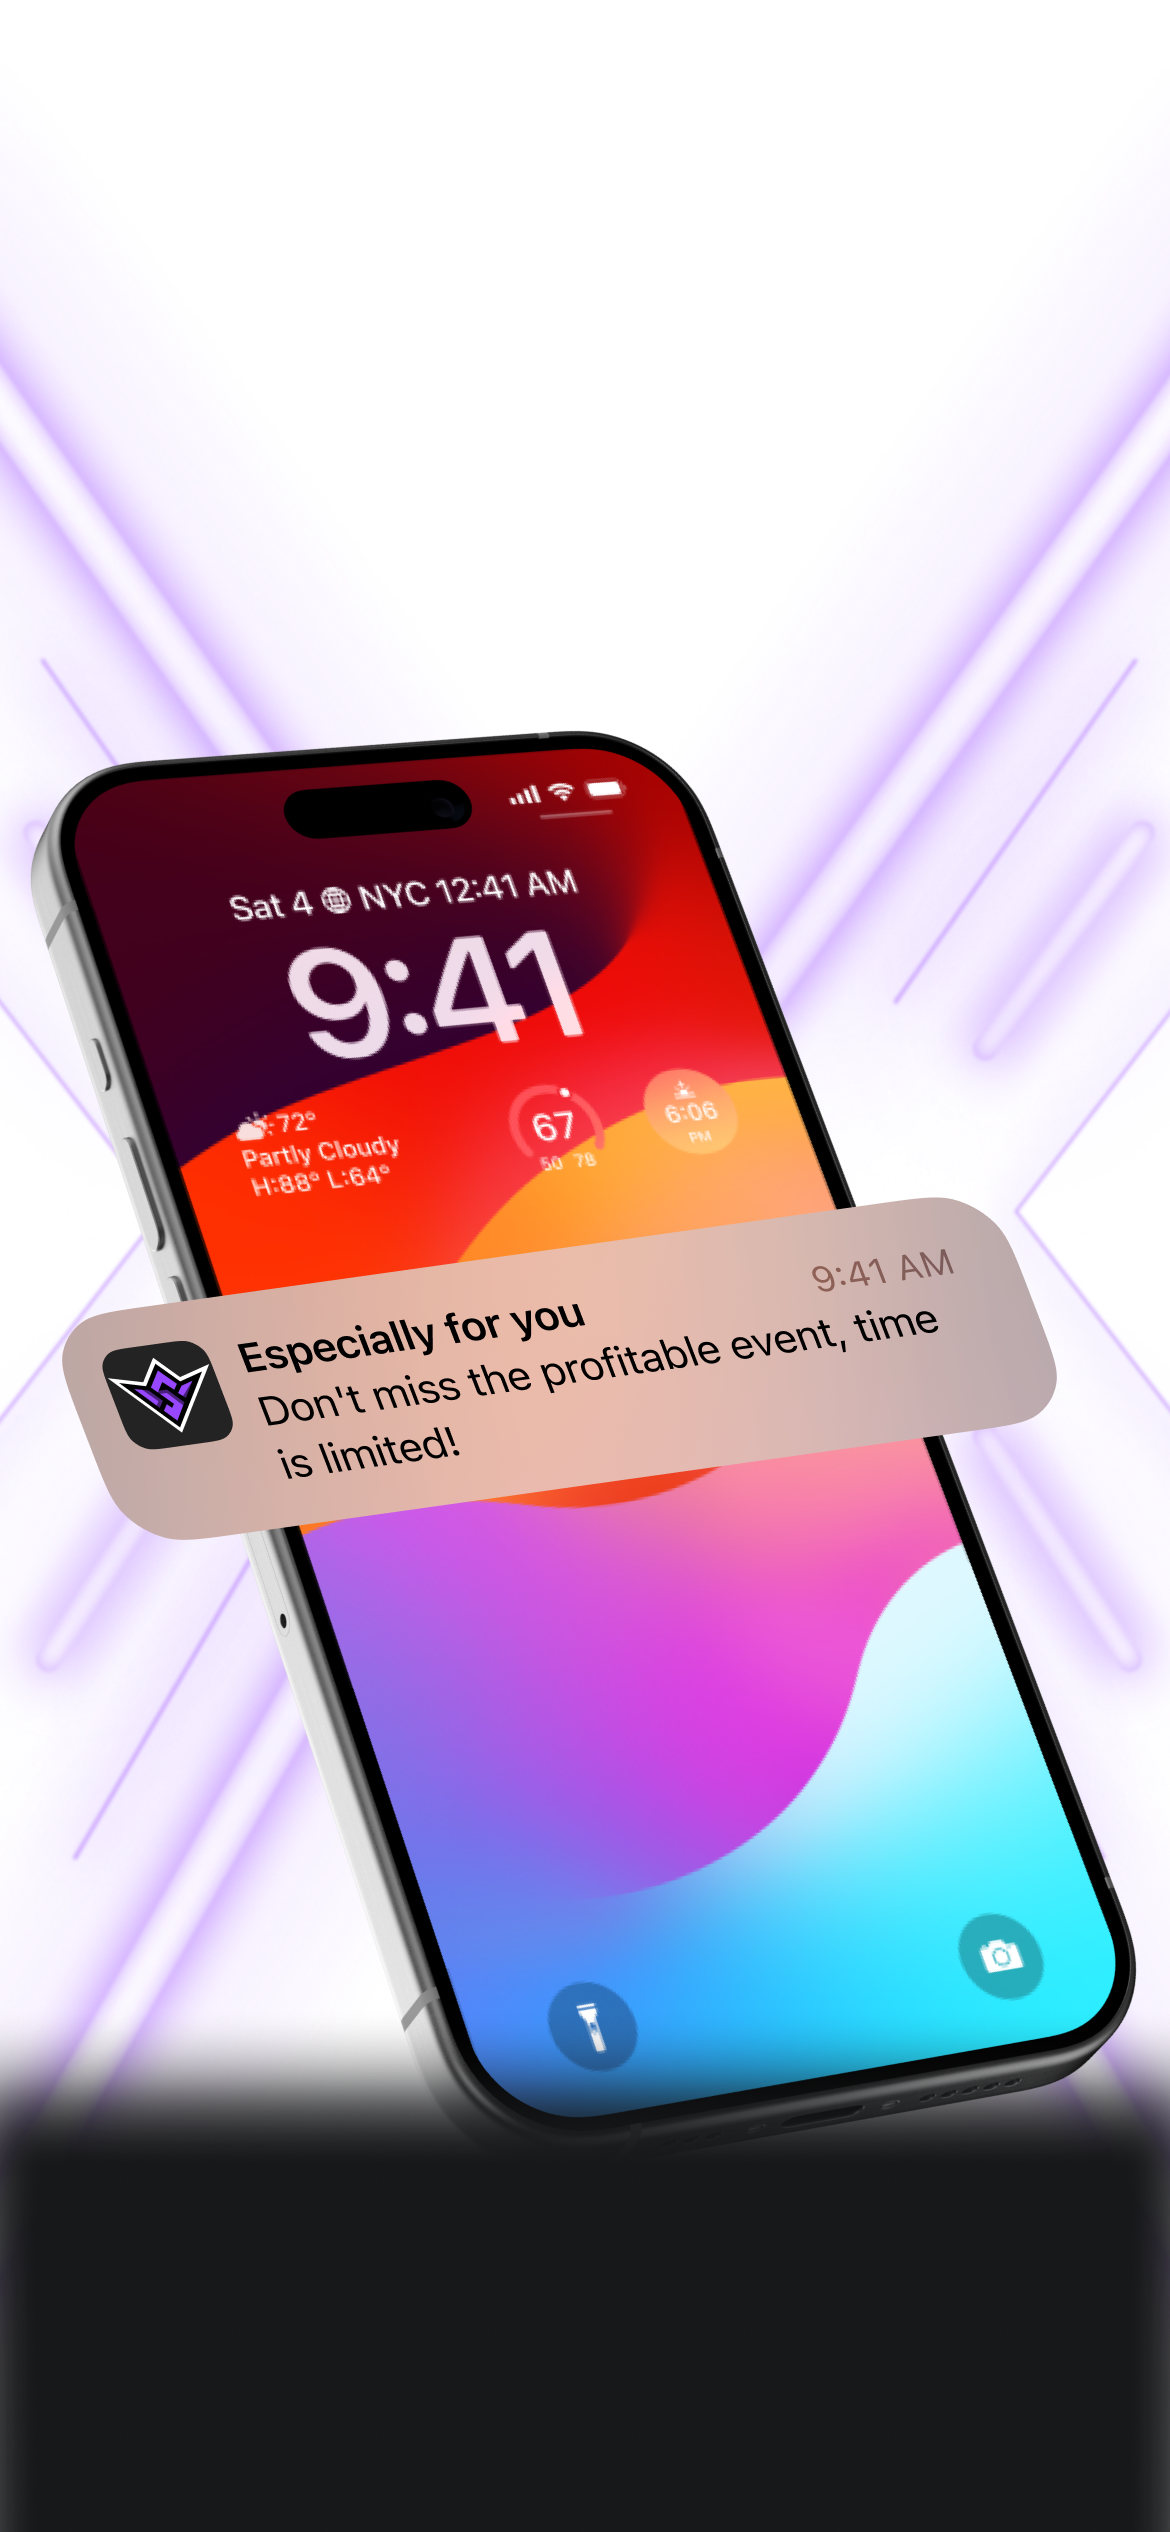 Sat 4 NYC 12:41 AM
9:41
72°
Partly Cloudy
H:88° L:64°
67
50 78
6:06
PM
9:41 AM
Especially for you
Don't miss the profitable event, time
is limited!